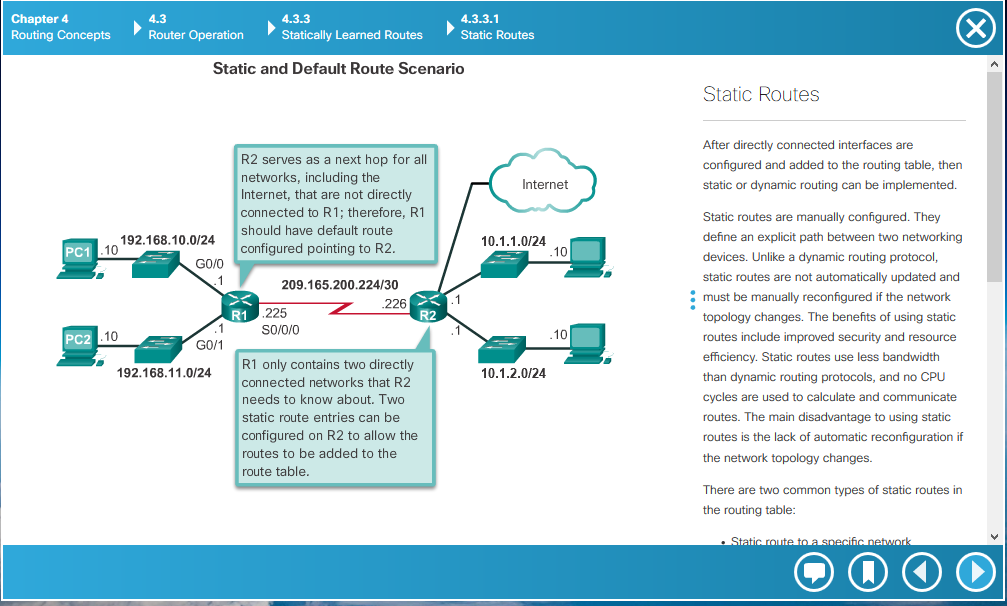 Chapter 4
Routing Concepts
4.3
Router Operation
4.3.3
Statically Learned Routes
4.3.3.1
Static Routes
Static and Default Route Scenario
R2 serves as a next hop for all
networks, including the
Internet, that are not directly
connected to R1; therefore, R1
should have default route
configured pointing to R2.
Internet
PC1
.10
192.168.10.0/24
G0/0
.1
10.1.1.0/24
.10
209.165.200.224/30
R1
.225
S0/0/0
.226
R2
.1
.1
PC2
.10
.1
G0/1
192.168.11.0/24
.10
10.1.2.0/24
R1 only contains two directly
connected networks that R2
needs to know about. Two
static route entries can be
configured on R2 to allow the
routes to be added to the
route table.
Static Routes
After directly connected interfaces are
configured and added to the routing table, then
static or dynamic routing can be implemented.
Static routes are manually configured. They
define an explicit path between two networking
devices. Unlike a dynamic routing protocol,
static routes are not automatically updated and
must be manually reconfigured if the network
topology changes. The benefits of using static
routes include improved security and resource
efficiency. Static routes use less bandwidth
than dynamic routing protocols, and no CPU
cycles are used to calculate and communicate
routes. The main disadvantage to using static
routes is the lack of automatic reconfiguration if
the network topology changes.
There are two common types of static routes in
the routing table:
• Static route to a specific network